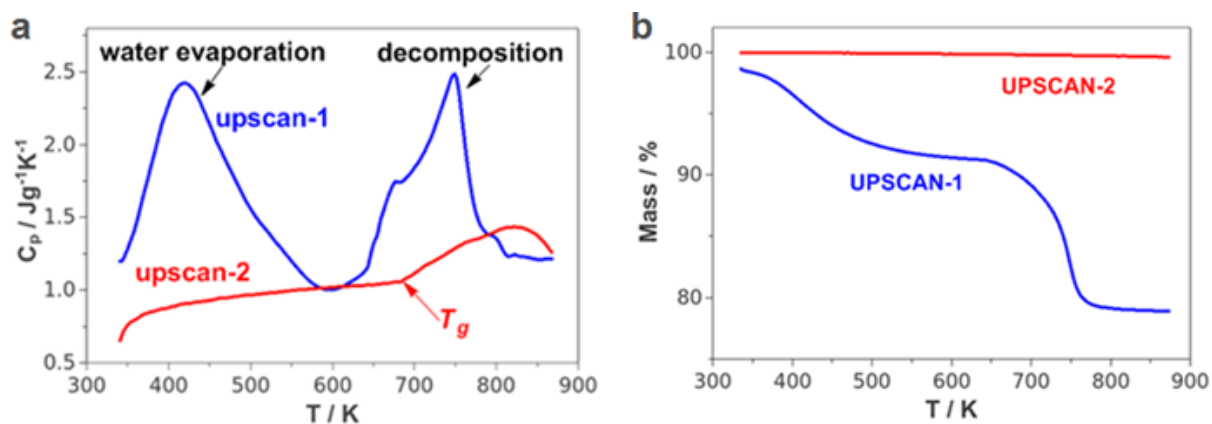 a
water evaporation
decomposition
upscan-1
upscan-2
Tg
Cp / Jg-1K-1
2.5
2.0
1.5
1.0
0.5
300 400 500 600 700 800 900
T / K
b
UPSCAN-2
UPSCAN-1
Mass / %
100
90
80
300 400 500 600 700 800 900
T / K